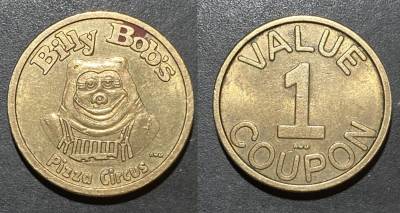 Billy Bob's
Pizza Circus
VALUE
1
COUPON